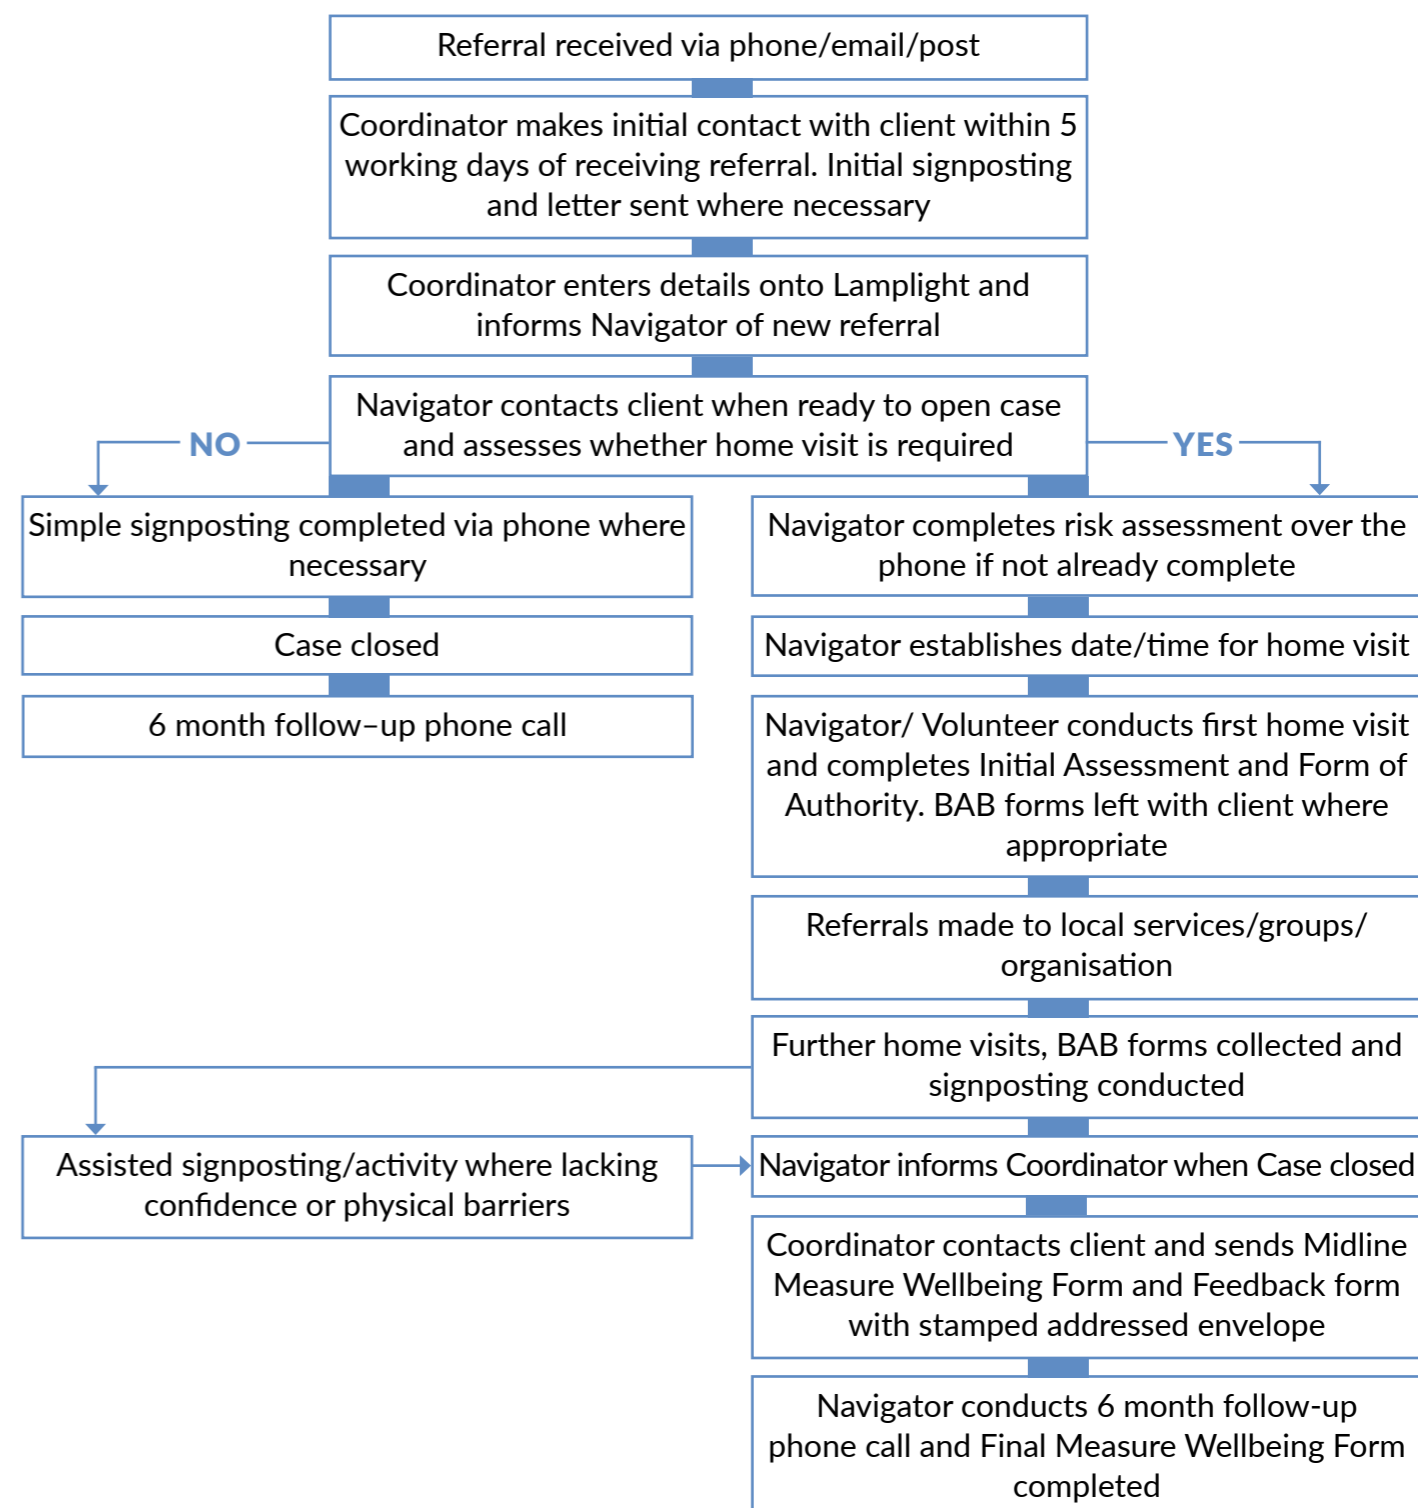 Referral received via phone/email/post
Coordinator makes initial contact with client within 5
working days of receiving referral. Initial signposting
and letter sent where necessary
Coordinator enters details onto Lamplight and
informs Navigator of new referral
Navigator contacts client when ready to open case
and assesses whether home visit is required
NO
YES
Simple signposting completed via phone where
necessary
Case closed
6 month follow–up phone call
Navigator completes risk assessment over the
phone if not already complete
Navigator establishes date/time for home visit
Navigator/ Volunteer conducts first home visit
and completes Initial Assessment and Form of
Authority. BAB forms left with client where
appropriate
Referrals made to local services/groups/
organisation
Further home visits, BAB forms collected and
signposting conducted
Assisted signposting/activity where lacking
confidence or physical barriers
Navigator informs Coordinator when Case closed
Coordinator contacts client and sends Midline
Measure Wellbeing Form and Feedback form
with stamped addressed envelope
Navigator conducts 6 month follow-up
phone call and Final Measure Wellbeing Form
completed